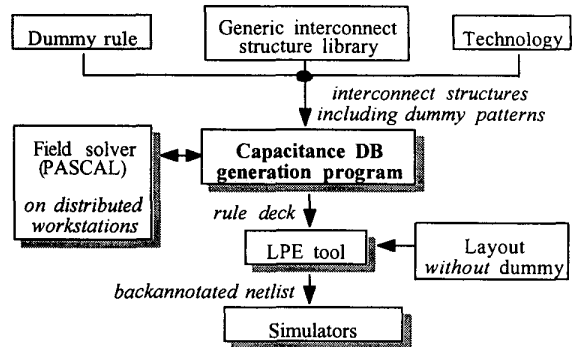 Dummy rule
Generic interconnect
structure library
Technology
interconnect structures
including dummy patterns
Field solver
(PASCAL)
on distributed
workstations
Capacitance DB
generation program
rule deck
LPE tool
Layout
without dummy
backannotated netlist
Simulators